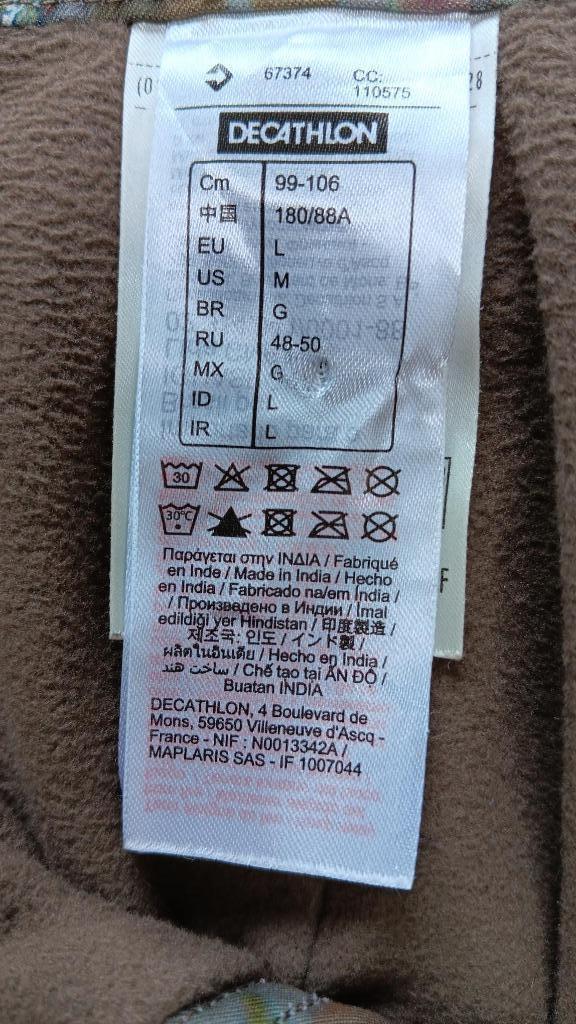 67374 CC:
110575
(0
28
DECATHLON
Cm 99-106
中国 180/88A
EU L
US M
BR G
RU 48-50
MX G
ID L
IR L
30
30°C
Παράγεται στην ΙΝΔΙΑ / Fabriqué
en Inde / Made in India / Hecho
en India / Fabricado na/em Índia
/ Произведено в Индии / Imal
edildiği yer Hindistan / 印度製造 /
제조국: 인도 / インド製 /
ผลิตในอินเดีย / Hecho en India /
ساخت هند / Chế tạo tại ẤN ĐỘ /
Buatan INDIA
DECATHLON, 4 Boulevard de
Mons, 59650 Villeneuve d'Ascq -
France - NIF : N0013342A /
MAPLARIS SAS - IF 1007044
F